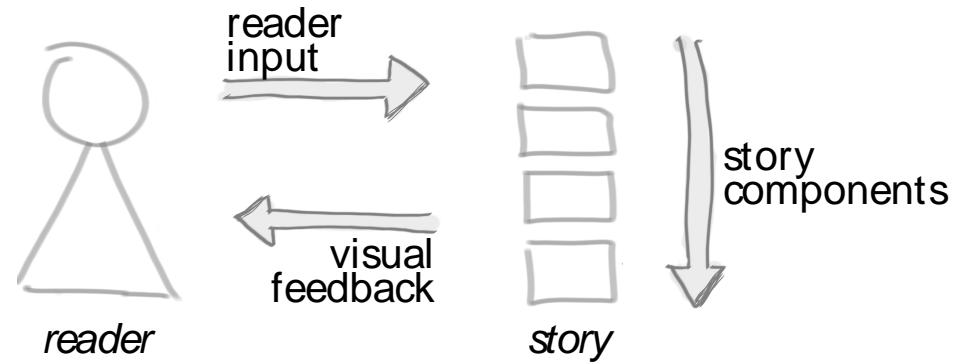 reader
input
story
components
visual
feedback
reader
story